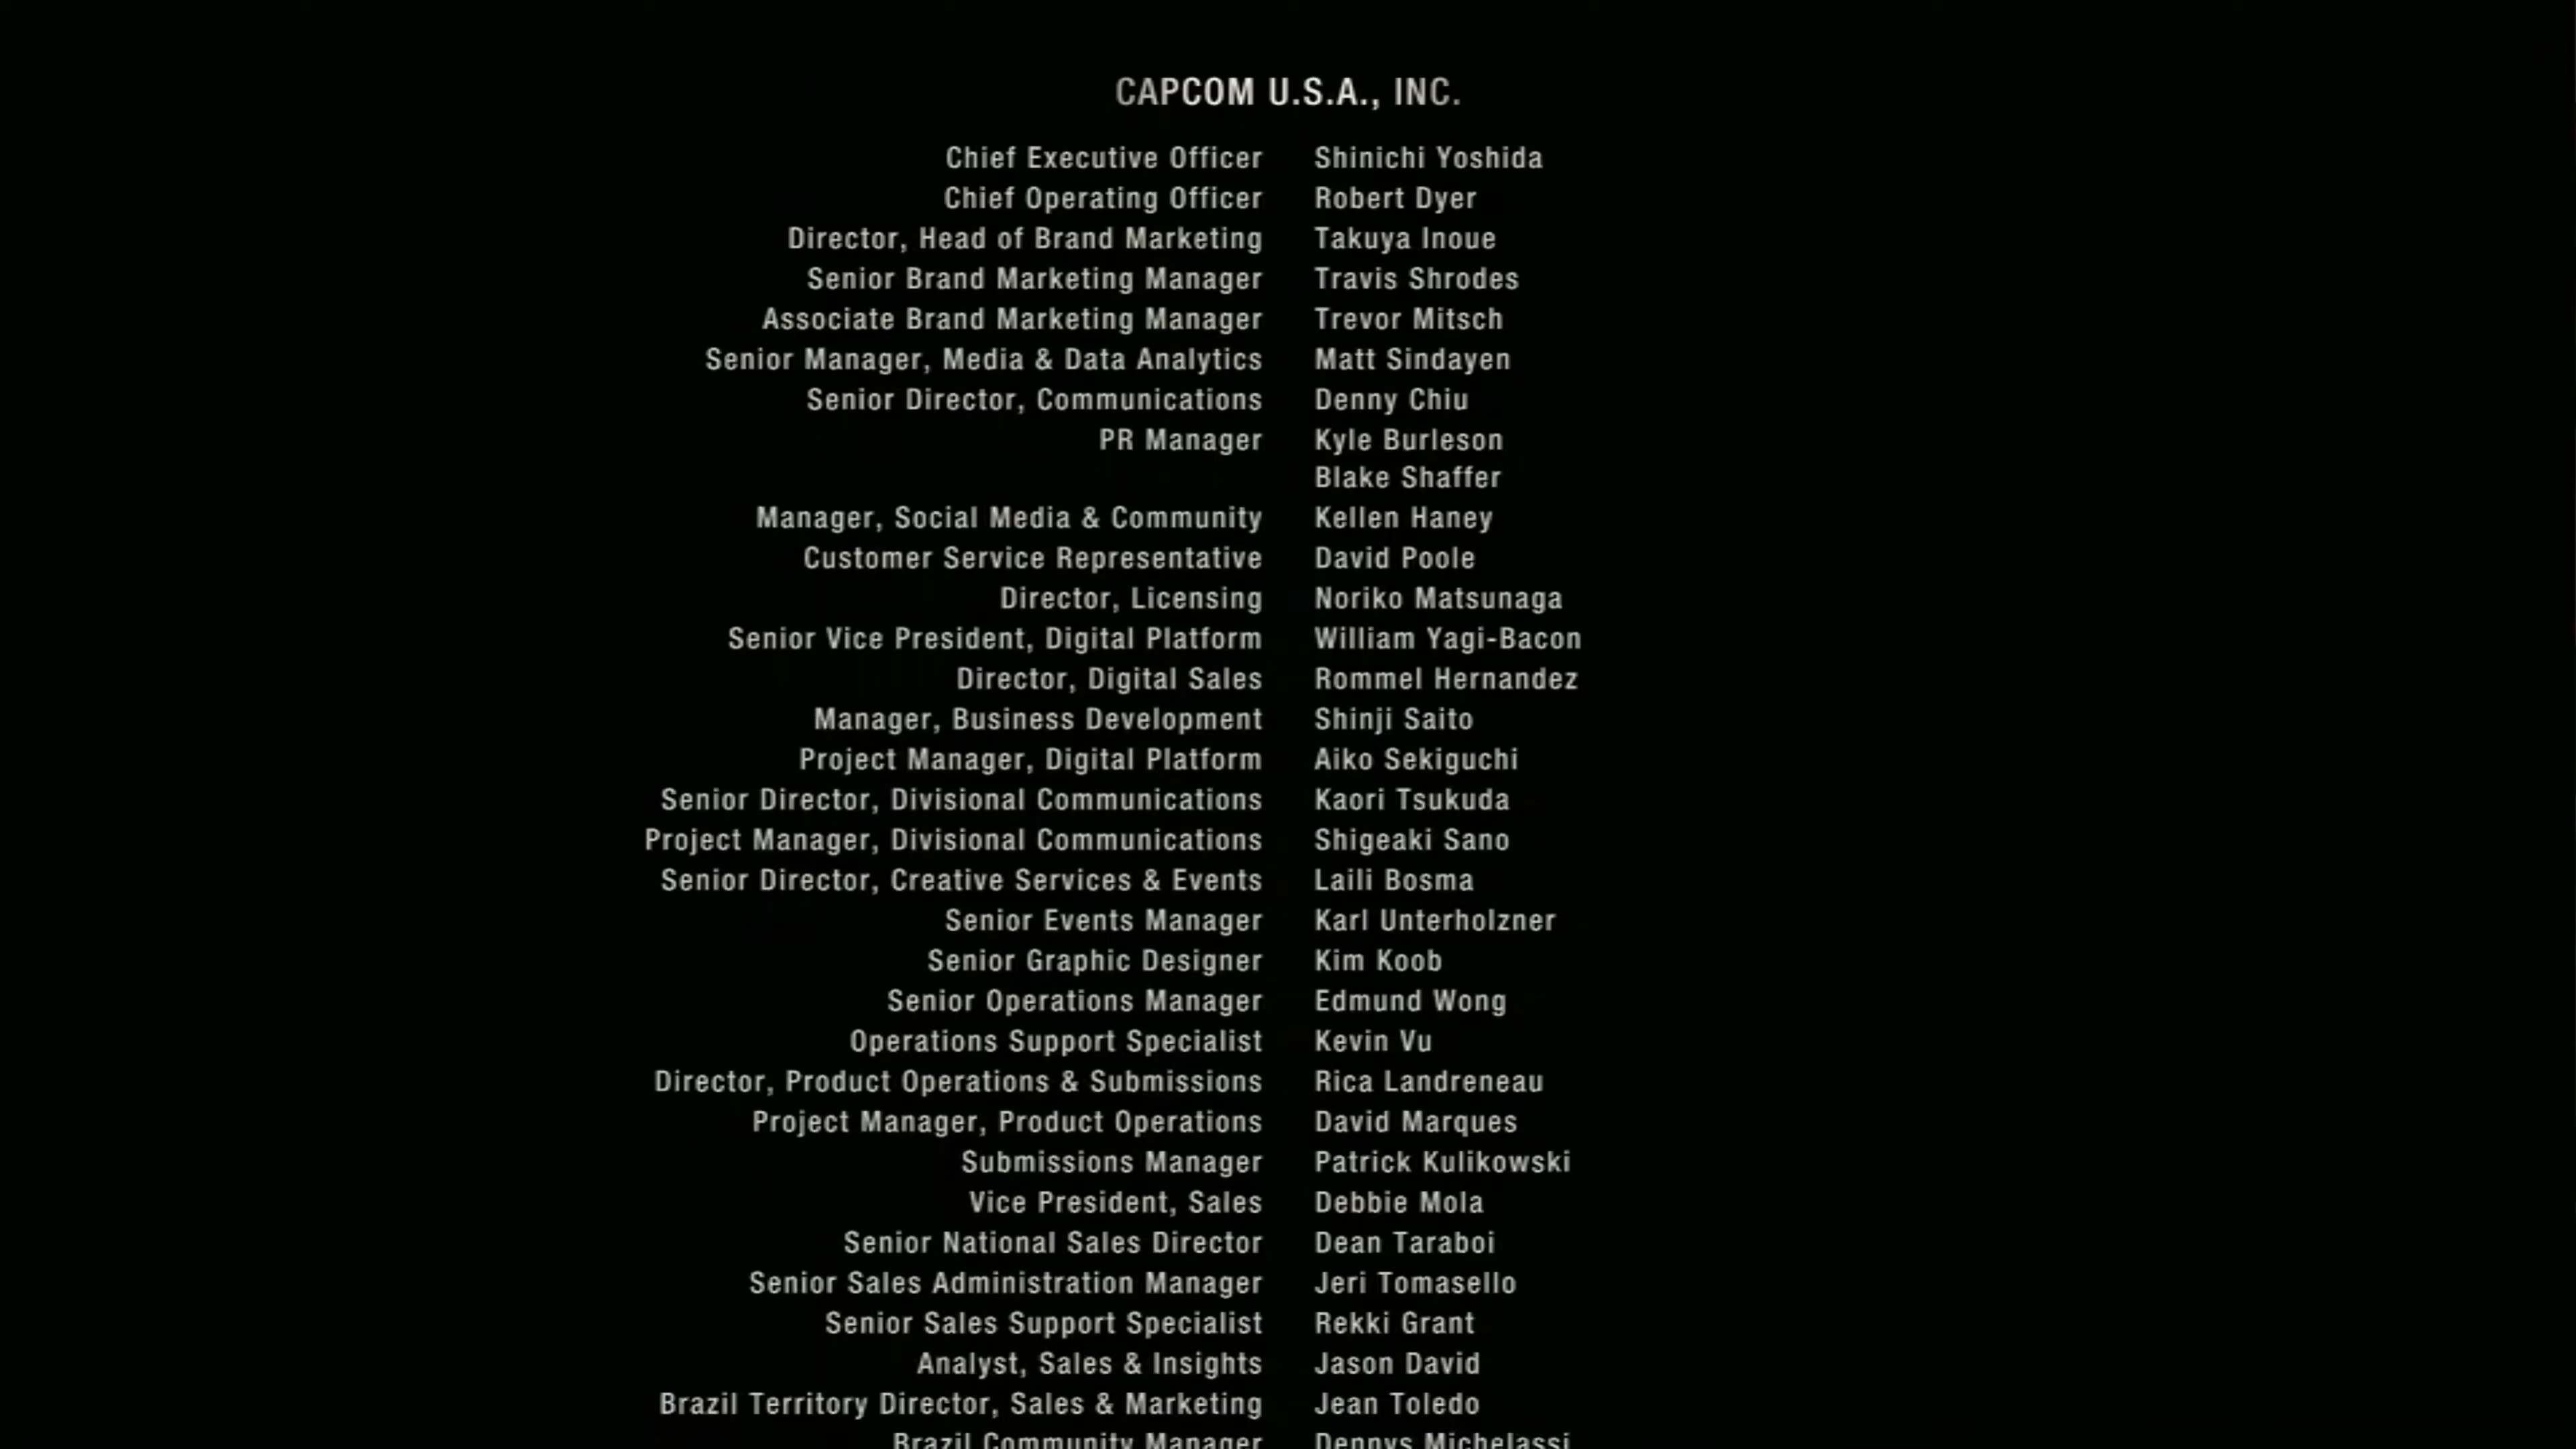 CAPCOM U.S.A., INC.
Chief Executive Officer Shinichi Yoshida
Chief Operating Officer Robert Dyer
Director, Head of Brand Marketing Takuya Inoue
Senior Brand Marketing Manager Travis Shrodes
Associate Brand Marketing Manager Trevor Mitsch
Senior Manager, Media & Data Analytics Matt Sindayen
Senior Director, Communications Denny Chiu
PR Manager Kyle Burleson
Blake Shaffer
Manager, Social Media & Community Kellen Haney
Customer Service Representative David Poole
Director, Licensing Noriko Matsunaga
Senior Vice President, Digital Platform William Yagi-Bacon
Director, Digital Sales Rommel Hernandez
Manager, Business Development Shinji Saito
Project Manager, Digital Platform Aiko Sekiguchi
Senior Director, Divisional Communications Kaori Tsukuda
Project Manager, Divisional Communications Shigeaki Sano
Senior Director, Creative Services & Events Laili Bosma
Senior Events Manager Karl Unterholzner
Senior Graphic Designer Kim Koob
Senior Operations Manager Edmund Wong
Operations Support Specialist Kevin Vu
Director, Product Operations & Submissions Rica Landreneau
Project Manager, Product Operations David Marques
Submissions Manager Patrick Kulikowski
Vice President, Sales Debbie Mola
Senior National Sales Director Dean Taraboi
Senior Sales Administration Manager Jeri Tomasello
Senior Sales Support Specialist Rekki Grant
Analyst, Sales & Insights Jason David
Brazil Territory Director, Sales & Marketing Jean Toledo
Brazil Community Manager Dennys Michelassi